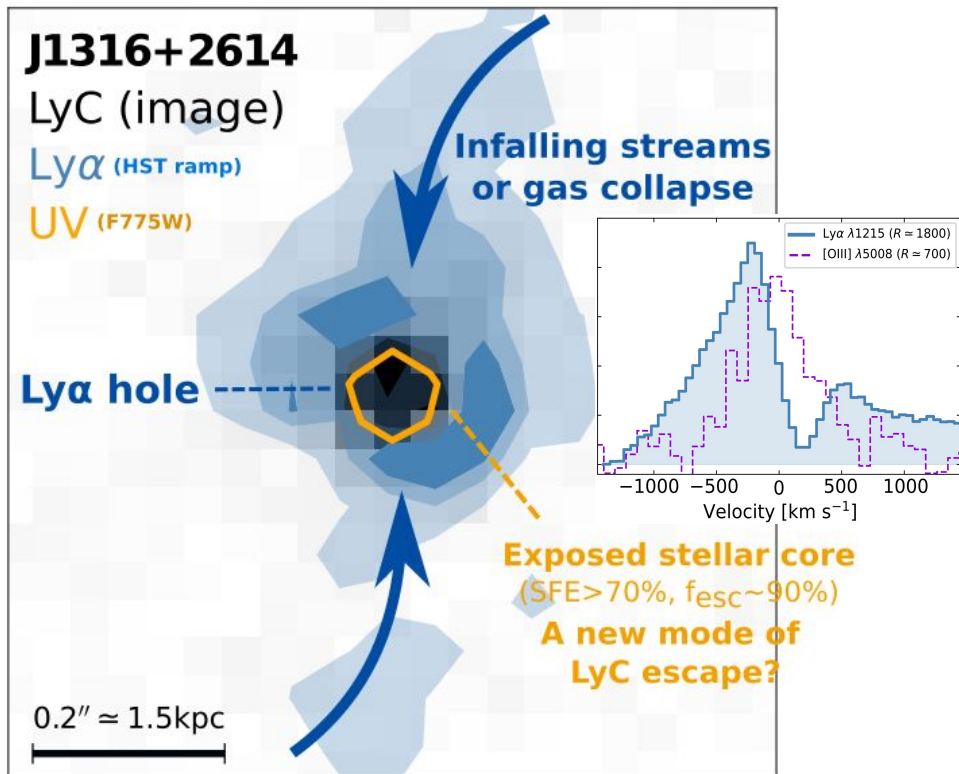 J1316+2614
LyC (image)
Lyα (HST ramp)
UV (F775W)
Infalling streams
or gas collapse
Lyα hole
Lyα λ1215 (R ≃ 1800)
[OIII] λ5008 (R ≃ 700)
−1000 −500 0 500 1000
Velocity [km s⁻¹]
Exposed stellar core
(SFE>70%, fesc~90%)
A new mode of
LyC escape?
0.2″ ≃ 1.5kpc